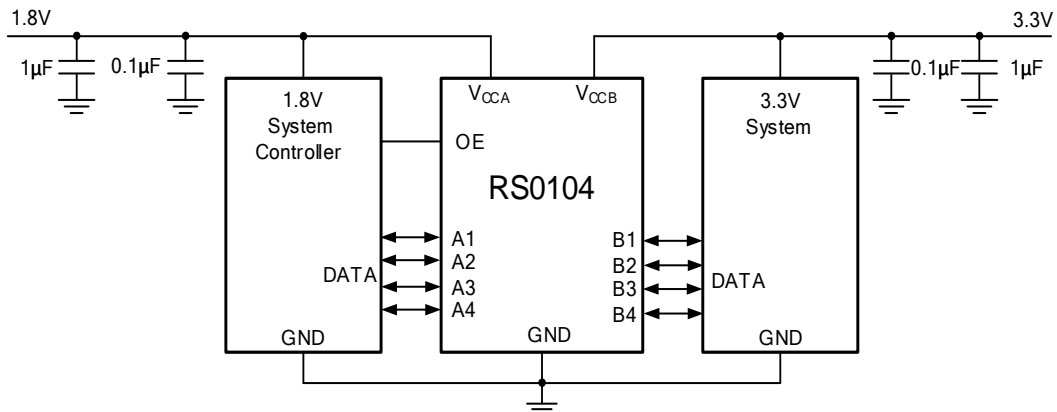 1.8V
3.3V
1μF
0.1μF
0.1μF
1μF
1.8V
System
Controller
VCCA
VCCB
3.3V
System
OE
RS0104
A1
A2
A3
A4
B1
B2
B3
B4
DATA
DATA
GND
GND
GND